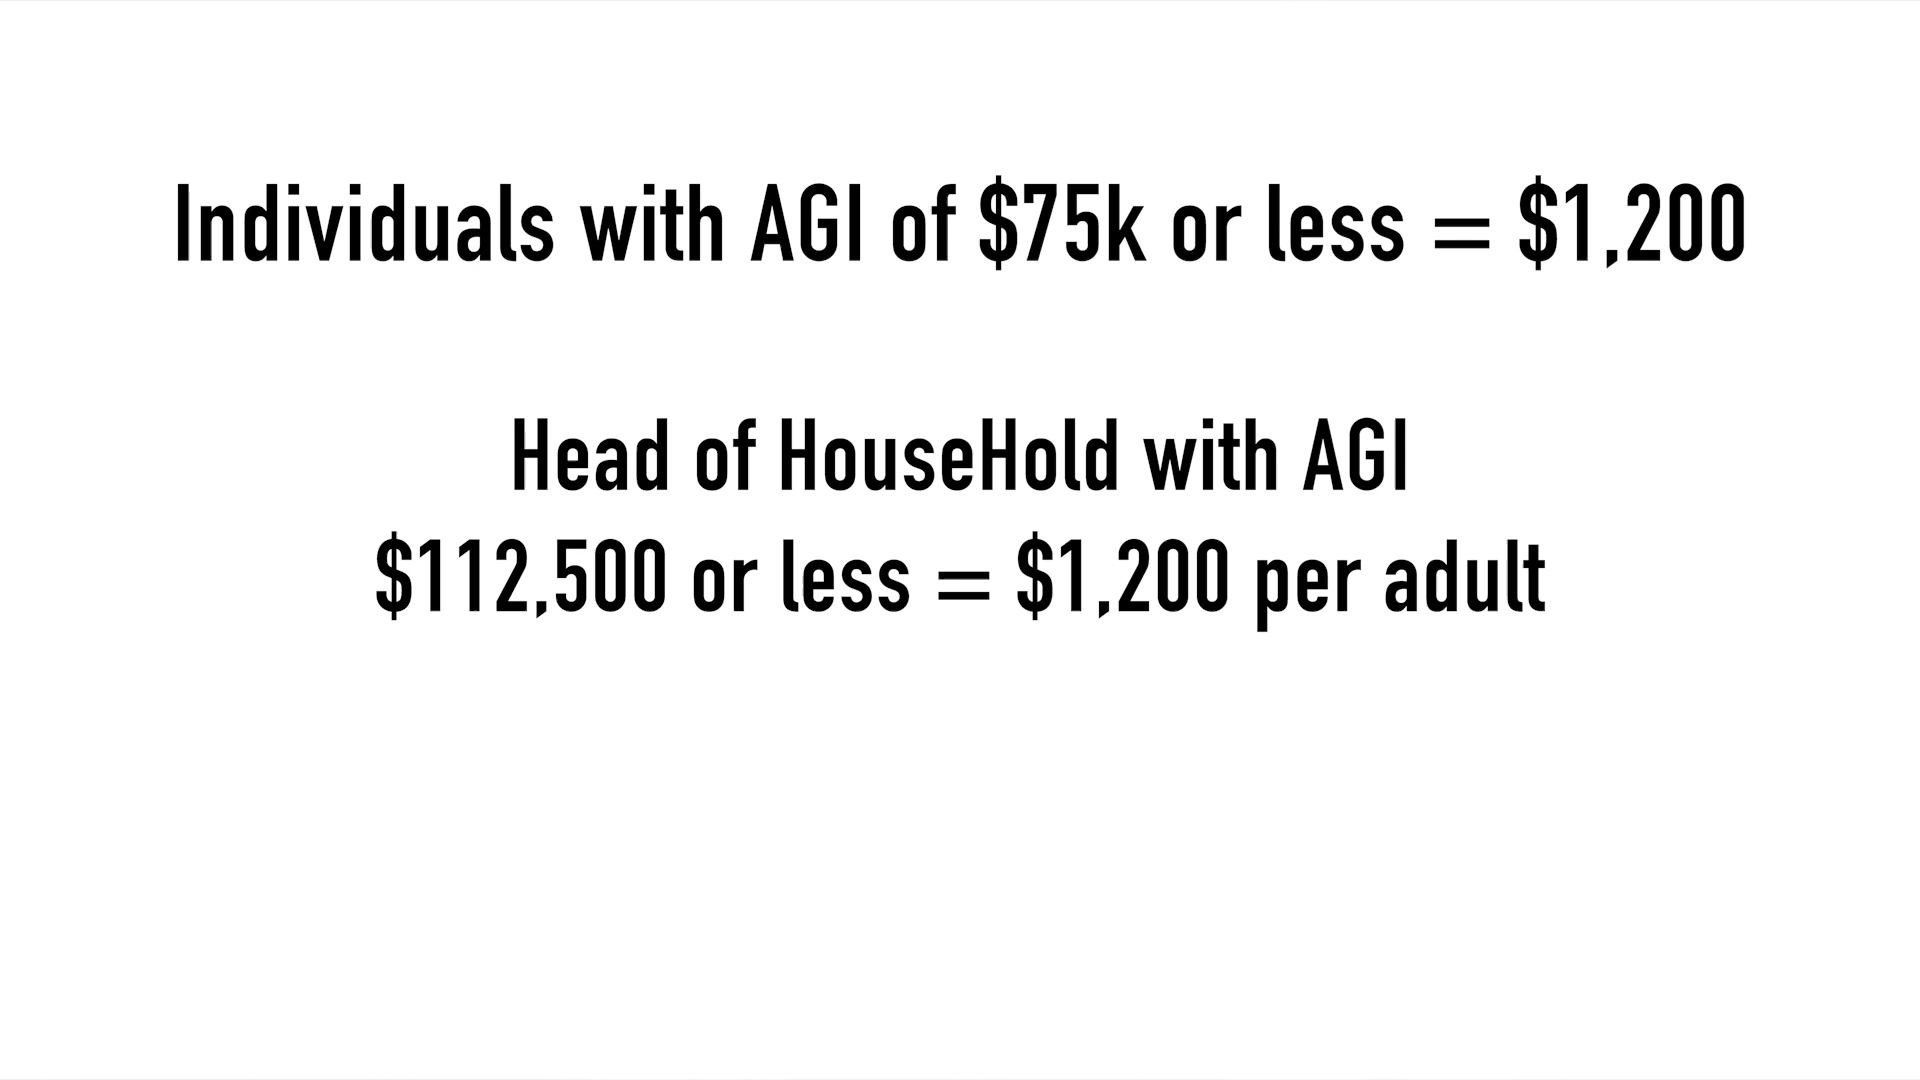 Individuals with AGI of $75k or less = $1,200
Head of HouseHold with AGI
$112,500 or less = $1,200 per adult